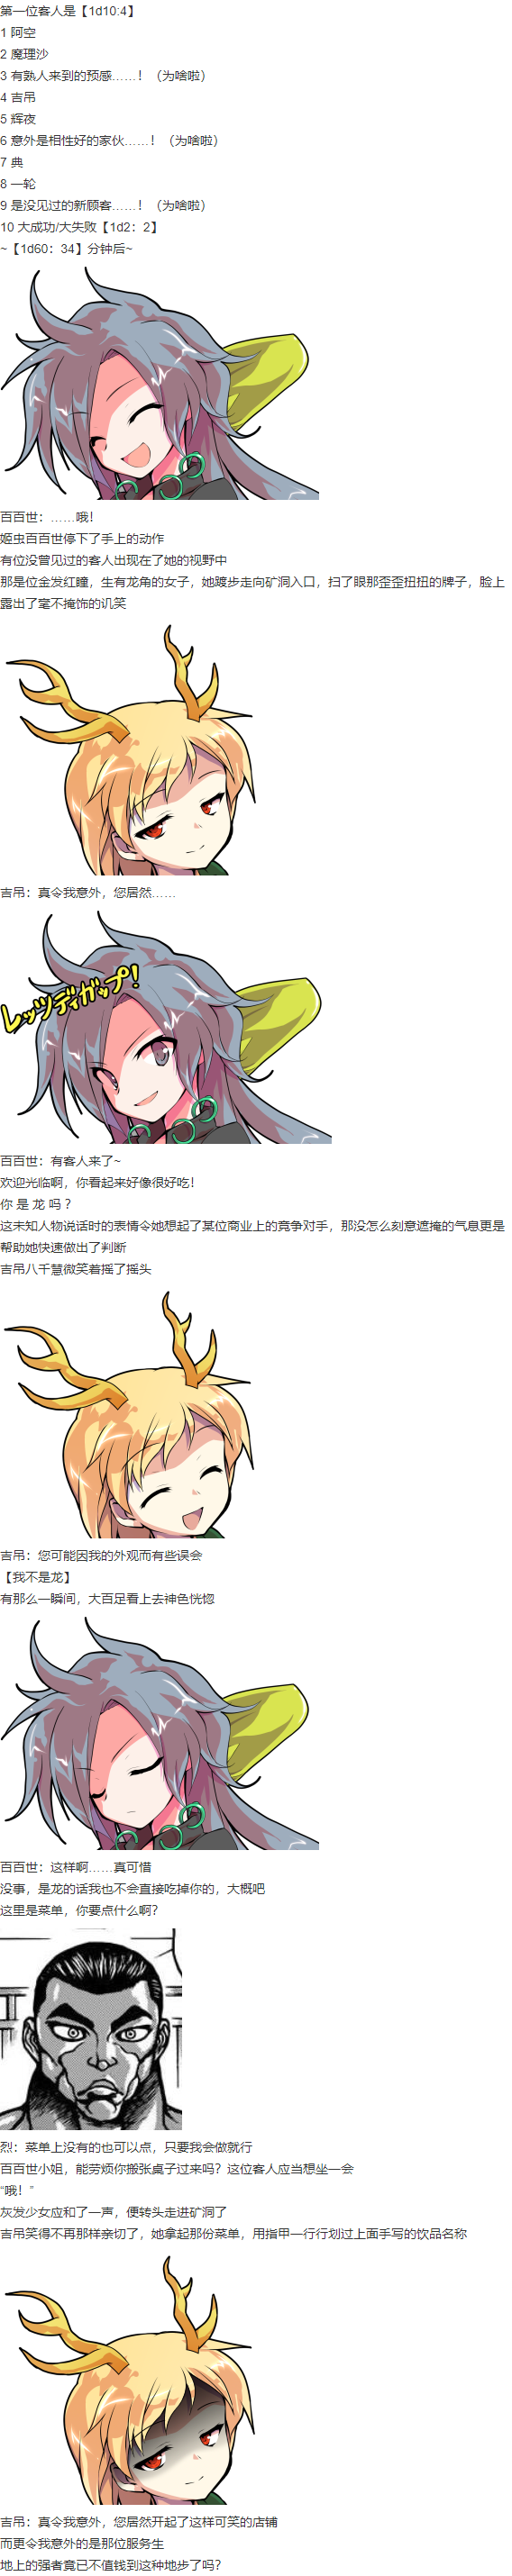 第一位客人是【1d10:4】
1 阿空
2 魔理沙
3 有熟人来到的预感……！（为啥啦）
4 吉吊
5 辉夜
6 意外是相性好的家伙……！（为啥啦）
7 典
8 一轮
9 是没见过的新顾客……！（为啥啦）
10 大成功/大失败【1d2：2】
~【1d60：34】分钟后~
百百世：……哦！
姬虫百百世停下了手上的动作
有位没曾见过的客人出现在了她的视野中
那是位金发红瞳，生有龙角的女子，她踱步走向矿洞入口，扫了眼那歪歪扭扭的牌子，脸上
露出了毫不掩饰的讥笑
吉吊：真令我意外，您居然……
レッツディガップ！
百百世：有客人来了~
欢迎光临啊，你看起来好像很好吃！
你 是 龙 吗 ？
这未知人物说话时的表情令她想起了某位商业上的竞争对手，那没怎么刻意遮掩的气息更是
帮助她快速做出了判断
吉吊八千慧微笑着摇了摇头
吉吊：您可能因我的外观而有些误会
【我不是龙】
有那么一瞬间，大百足看上去神色恍惚
百百世：这样啊……真可惜
没事，是龙的话我也不会直接吃掉你的，大概吧
这里是菜单，你要点什么啊？
烈：菜单上没有的也可以点，只要我会做就行
百百世小姐，能劳烦你搬张桌子过来吗？这位客人应当想坐一会
“哦！”
灰发少女应和了一声，便转头走进矿洞了
吉吊笑得不再那样亲切了，她拿起那份菜单，用指甲一行行划过上面手写的饮品名称
吉吊：真令我意外，您居然开起了这样可笑的店铺
而更令我意外的是那位服务生
地上的强者竟已不值钱到这种地步了吗？